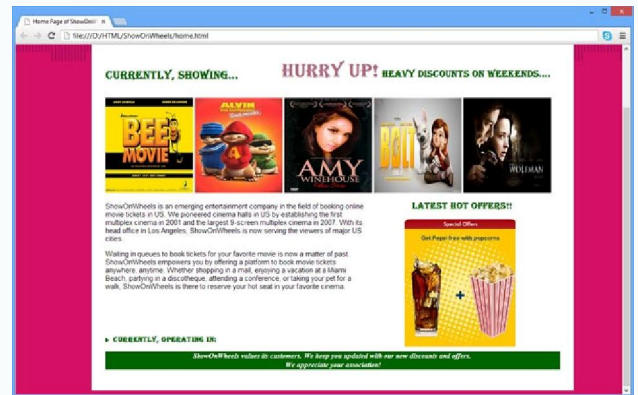 Home Page of ShowOnWh
file:///D:/HTML/ShowOnWheels/home.html
CURRENTLY, SHOWING...
HURRY UP! HEAVY DISCOUNTS ON WEEKENDS....
BEE
MOVIE
ALVIN
AMY
WINEHOUSE
BOLT
WOLFMAN
ShowOnWheels is an emerging entertainment company in the field of booking online
movie tickets in US. We pioneered cinema halls in US by establishing the first
multiplex cinema in 2001 and the largest 9-screen multiplex cinema in 2007. With its
head office in Los Angeles, ShowOnWheels is now serving the viewers of major US
cities.
Waiting in queues to book tickets for your favorite movie is now a matter of past.
ShowOnWheels empowers you by offering a platform to book movie tickets
anywhere, anytime. Whether shopping in a mall, enjoying a vacation at a Miami
Beach, partying in a discotheque, attending a conference, or taking your pet for a
walk, ShowOnWheels is there to reserve your hot seat in your favorite cinema.
LATEST HOT OFFERS!!
Special Offers
Get Pepsi free with popcorns
+
CURRENTLY, OPERATING IN:
ShowOnWheels values its customers. We keep you updated with our new discounts and offers.
We appreciate your association!